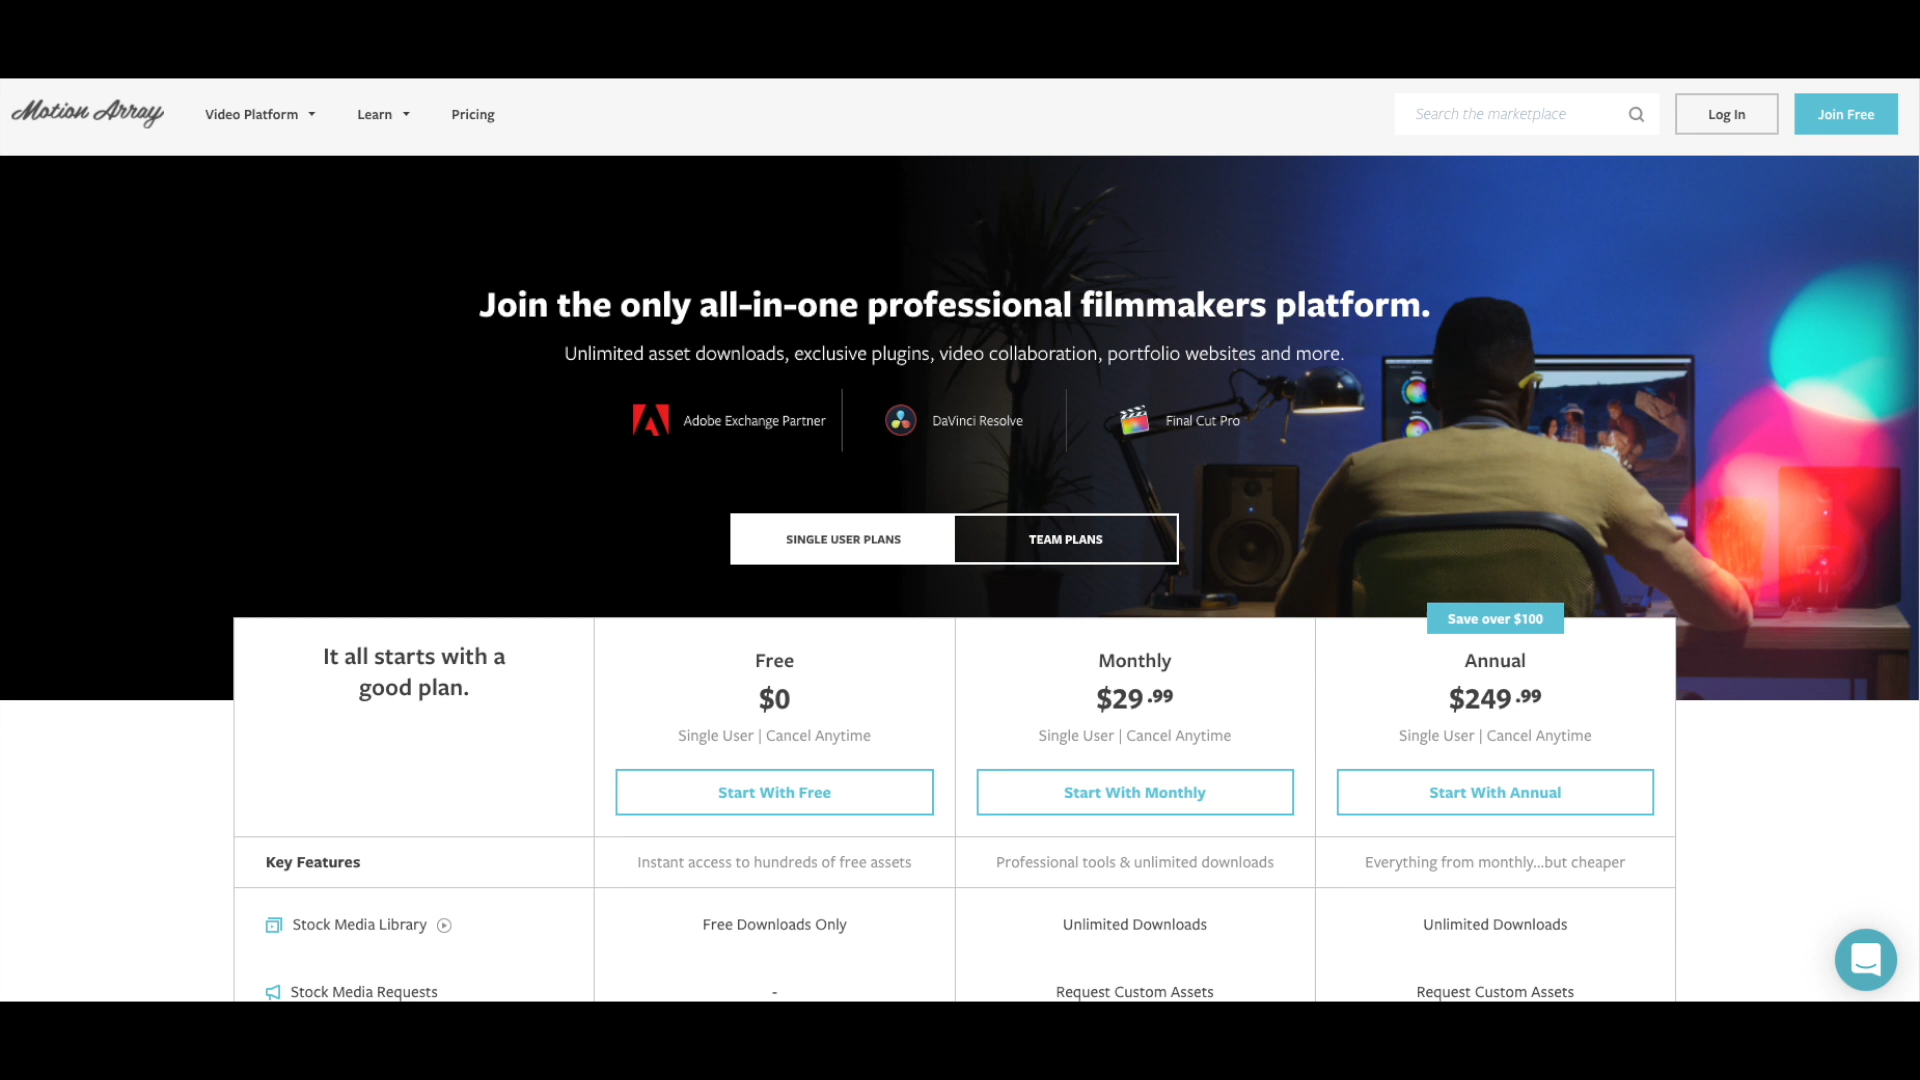 Motion Array
Video Platform
Learn
Pricing
Search the marketplace
Log In
Join Free
Join the only all-in-one professional filmmakers platform.
Unlimited asset downloads, exclusive plugins, video collaboration, portfolio websites and more.
Adobe Exchange Partner
DaVinci Resolve
Final Cut Pro
SINGLE USER PLANS
TEAM PLANS
Save over $100
It all starts with a
good plan.
Free
$0
Single User | Cancel Anytime
Start With Free
Monthly
$29.99
Single User | Cancel Anytime
Start With Monthly
Annual
$249.99
Single User | Cancel Anytime
Start With Annual
Key Features
Instant access to hundreds of free assets
Professional tools & unlimited downloads
Everything from monthly...but cheaper
Stock Media Library
Free Downloads Only
Unlimited Downloads
Unlimited Downloads
Stock Media Requests
-
Request Custom Assets
Request Custom Assets